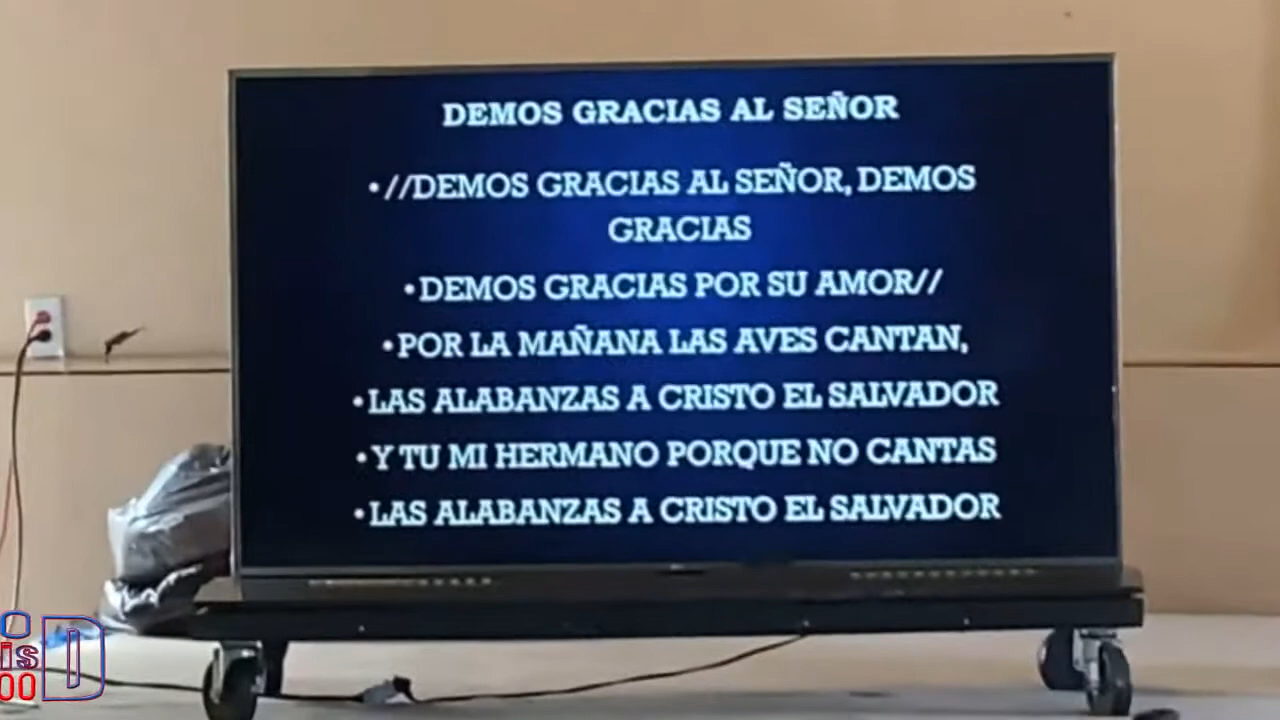 DEMOS GRACIAS AL SEÑOR
• //DEMOS GRACIAS AL SEÑOR, DEMOS
GRACIAS
• DEMOS GRACIAS POR SU AMOR//
• POR LA MAÑANA LAS AVES CANTAN,
• LAS ALABANZAS A CRISTO EL SALVADOR
• Y TU MI HERMANO PORQUE NO CANTAS
• LAS ALABANZAS A CRISTO EL SALVADOR